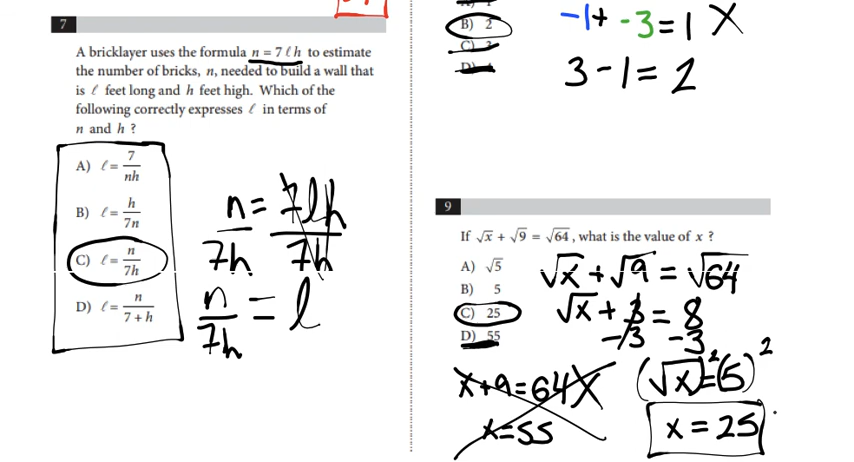 7
A bricklayer uses the formula n = 7ℓh to estimate
the number of bricks, n, needed to build a wall that
is ℓ feet long and h feet high. Which of the
following correctly expresses ℓ in terms of
n and h ?
A) ℓ = 7/nh
B) ℓ = h/7n
C) ℓ = n/7h
D) ℓ = n/(7 + h)
n/7h = 7ℓh/7h
n/7h = ℓ
B) 2
-1 + -3 = 1 X
3 - 1 = 2
9
If √x + √9 = √64, what is the value of x ?
A) √5
B) 5
C) 25
D) 55
√x + √9 = √64
√x + 3 = 8
-3 -3
(√x)² = (5)²
x = 25
x + 9 = 64 X
x = 55